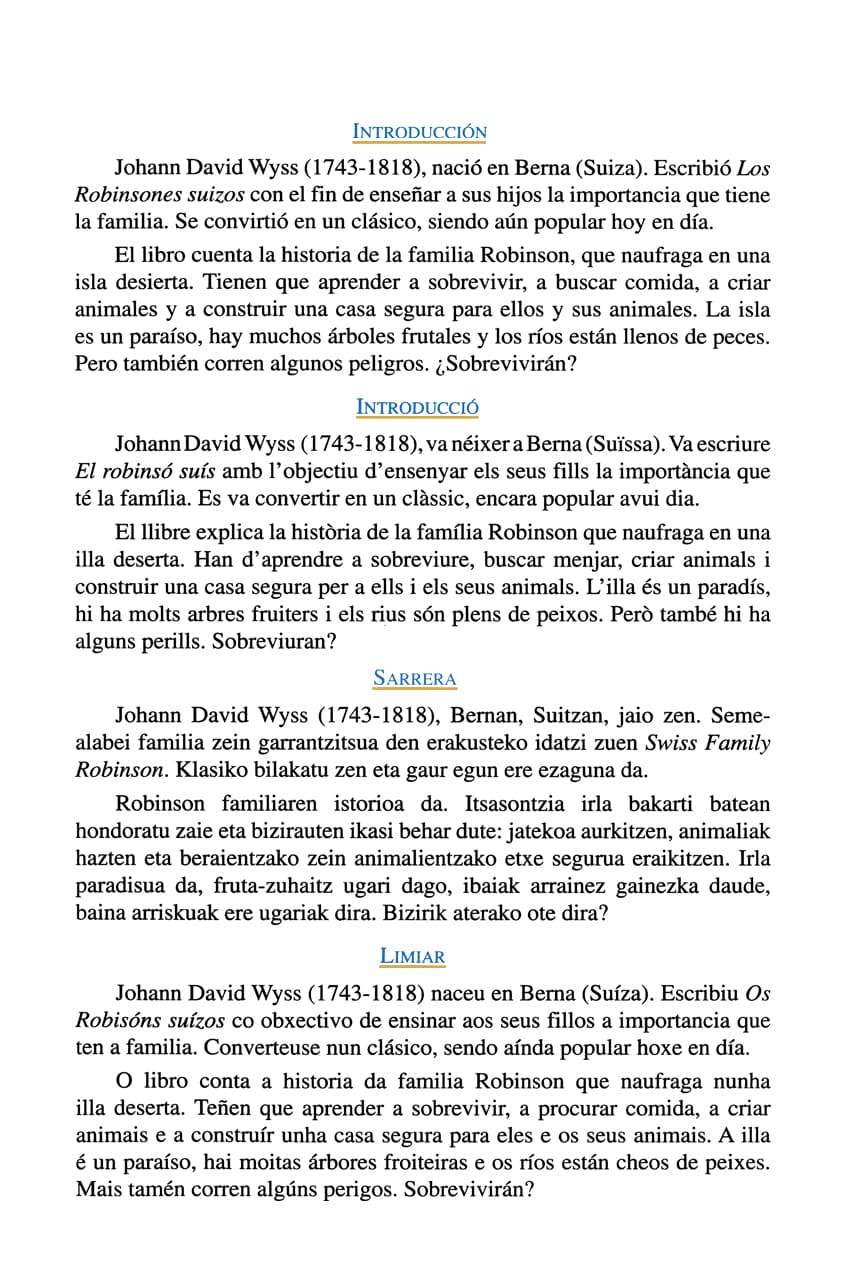 INTRODUCCIÓN
Johann David Wyss (1743-1818), nació en Berna (Suiza). Escribió Los
Robinsones suizos con el fin de enseñar a sus hijos la importancia que tiene
la familia. Se convirtió en un clásico, siendo aún popular hoy en día.
El libro cuenta la historia de la familia Robinson, que naufraga en una
isla desierta. Tienen que aprender a sobrevivir, a buscar comida, a criar
animales y a construir una casa segura para ellos y sus animales. La isla
es un paraíso, hay muchos árboles frutales y los ríos están llenos de peces.
Pero también corren algunos peligros. ¿Sobrevivirán?
INTRODUCCIÓ
Johann David Wyss (1743-1818), va néixer a Berna (Suïssa). Va escriure
El robinsó suís amb l’objectiu d’ensenyar els seus fills la importància que
té la família. Es va convertir en un clàssic, encara popular avui dia.
El llibre explica la història de la família Robinson que naufraga en una
illa deserta. Han d’aprendre a sobreviure, buscar menjar, criar animals i
construir una casa segura per a ells i els seus animals. L’illa és un paradís,
hi ha molts arbres fruiters i els rius són plens de peixos. Però també hi ha
alguns perills. Sobreviuran?
SARRERA
Johann David Wyss (1743-1818), Bernan, Suitzan, jaio zen. Seme-
alabei familia zein garrantzitsua den erakusteko idatzi zuen Swiss Family
Robinson. Klasiko bilakatu zen eta gaur egun ere ezaguna da.
Robinson familiaren istorioa da. Itsasontzia irla bakarti batean
hondoratu zaie eta bizirauten ikasi behar dute: jatekoa aurkitzen, animaliak
hazten eta beraientzako zein animalientzako etxe segurua eraikitzen. Irla
paradisua da, fruta-zuhaitz ugari dago, ibaiak arrainez gainezka daude,
baina arriskuak ere ugariak dira. Bizirik aterako ote dira?
LIMIAR
Johann David Wyss (1743-1818) naceu en Berna (Suíza). Escribiu Os
Robisóns suízos co obxectivo de ensinar aos seus fillos a importancia que
ten a familia. Converteuse nun clásico, sendo aínda popular hoxe en día.
O libro conta a historia da familia Robinson que naufraga nunha
illa deserta. Teñen que aprender a sobrevivir, a procurar comida, a criar
animais e a construír unha casa segura para eles e os seus animais. A illa
é un paraíso, hai moitas árbores froiteiras e os ríos están cheos de peixes.
Mais tamén corren algúns perigos. Sobrevivirán?